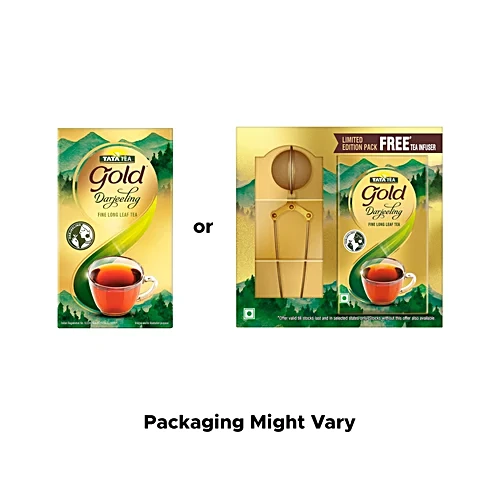 TATA TEA
Gold
Darjeeling
FINE LONG LEAF TEA
or
LIMITED
EDITION PACK
FREE*
TEA INFUSER
TATA TEA
Gold
Darjeeling
FINE LONG LEAF TEA
Packaging Might Vary